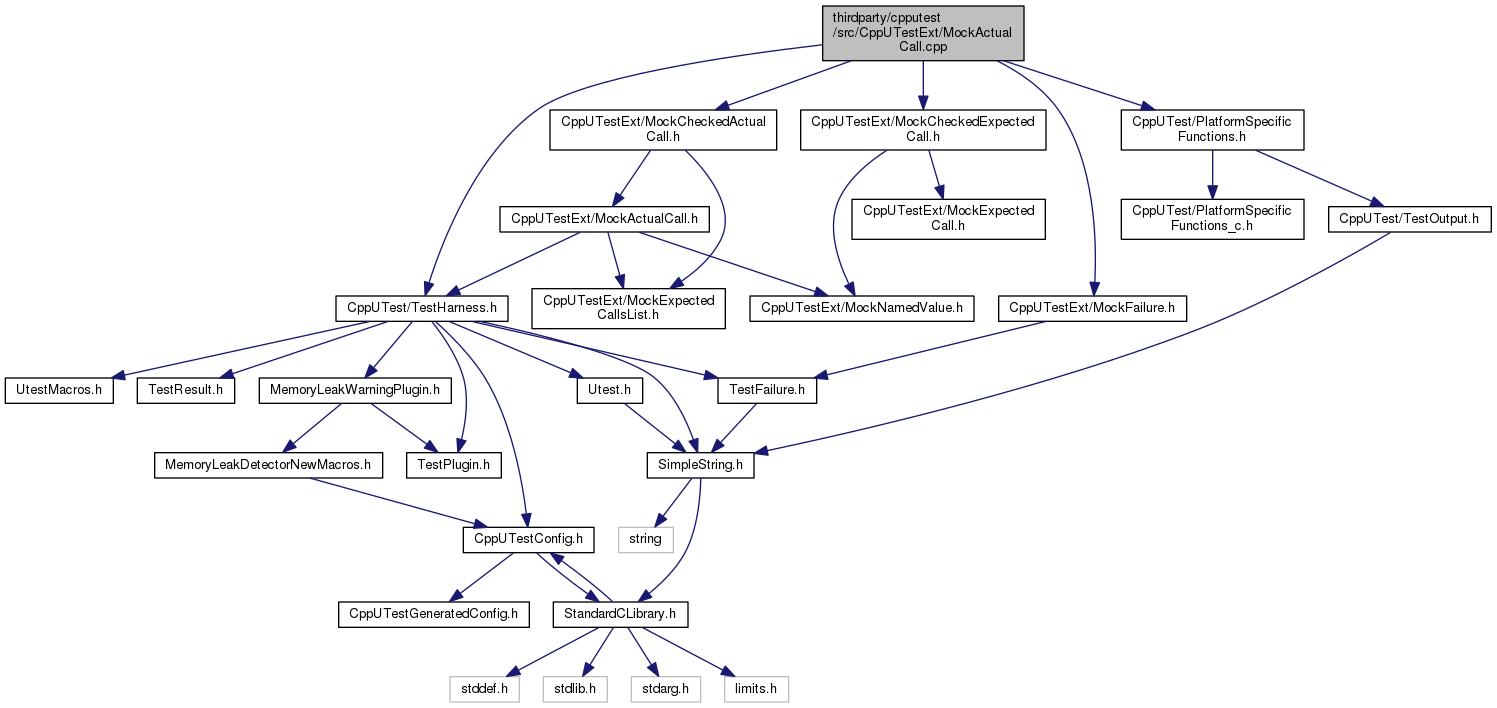 thirdparty/cpputest
/src/CppUTestExt/MockActual
Call.cpp
CppUTestExt/MockCheckedActual
Call.h
CppUTestExt/MockCheckedExpected
Call.h
CppUTest/PlatformSpecific
Functions.h
CppUTestExt/MockActualCall.h
CppUTestExt/MockExpected
Call.h
CppUTest/PlatformSpecific
Functions_c.h
CppUTest/TestOutput.h
CppUTest/TestHarness.h
CppUTestExt/MockExpected
CallsList.h
CppUTestExt/MockNamedValue.h
CppUTestExt/MockFailure.h
UtestMacros.h
TestResult.h
MemoryLeakWarningPlugin.h
Utest.h
TestFailure.h
MemoryLeakDetectorNewMacros.h
TestPlugin.h
SimpleString.h
CppUTestConfig.h
string
CppUTestGeneratedConfig.h
StandardCLibrary.h
stddef.h
stdlib.h
stdarg.h
limits.h